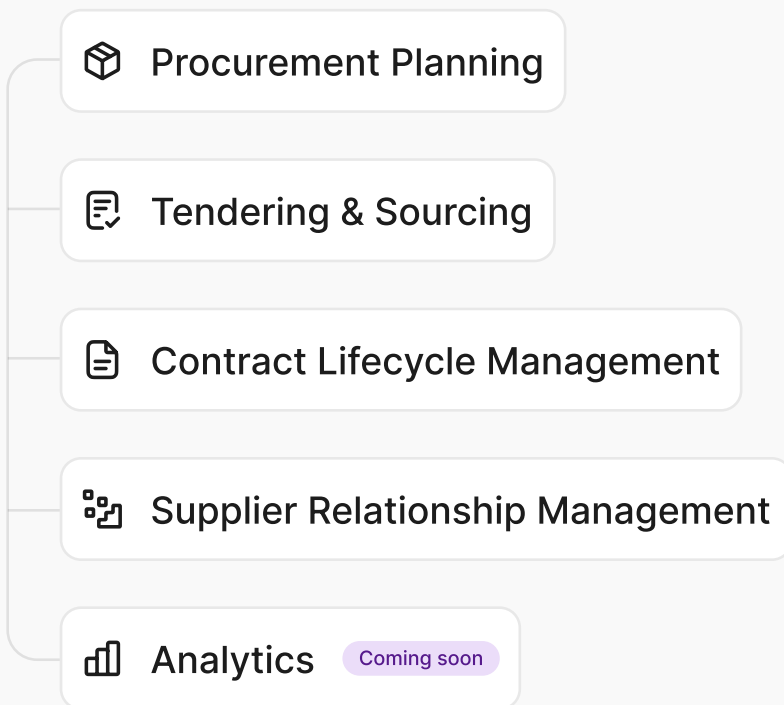 Procurement Planning
Tendering & Sourcing
Contract Lifecycle Management
Supplier Relationship Management
Analytics Coming soon